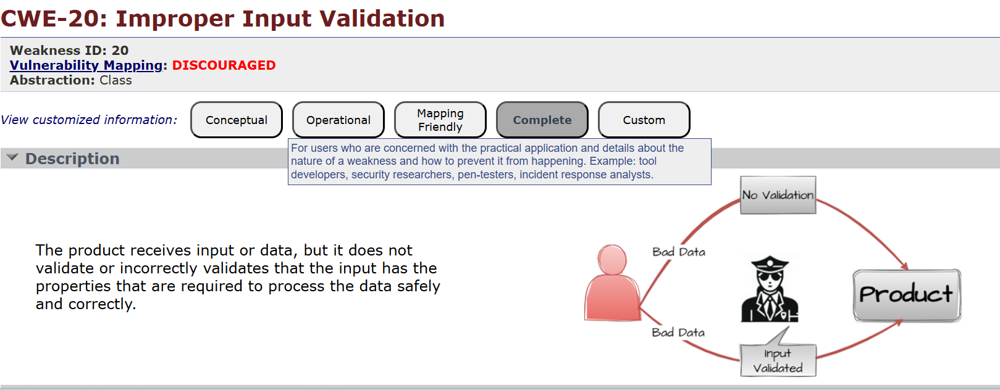 CWE-20: Improper Input Validation
Weakness ID: 20
Vulnerability Mapping: DISCOURAGED
Abstraction: Class
View customized information:
Conceptual
Operational
Mapping
Friendly
Complete
Custom
For users who are concerned with the practical application and details about the
nature of a weakness and how to prevent it from happening. Example: tool
developers, security researchers, pen-testers, incident response analysts.
Description
The product receives input or data, but it does not
validate or incorrectly validates that the input has the
properties that are required to process the data safely
and correctly.
No Validation
Bad Data
Product
Bad Data
Input
Validated